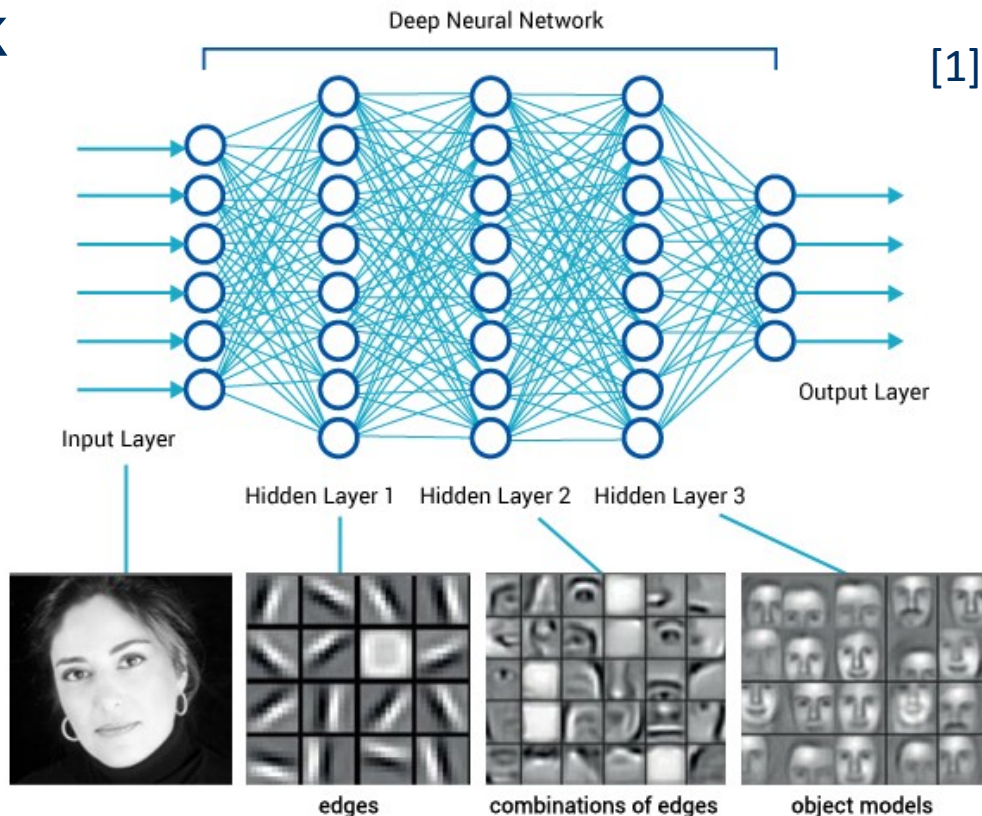 Deep Neural Network
[1]
Output Layer
Input Layer
Hidden Layer 1 Hidden Layer 2 Hidden Layer 3
edges combinations of edges object models